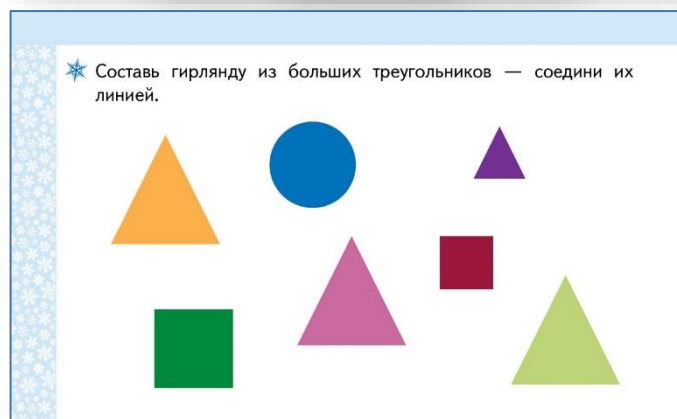 Составь гирлянду из больших треугольников — соедини их
линией.